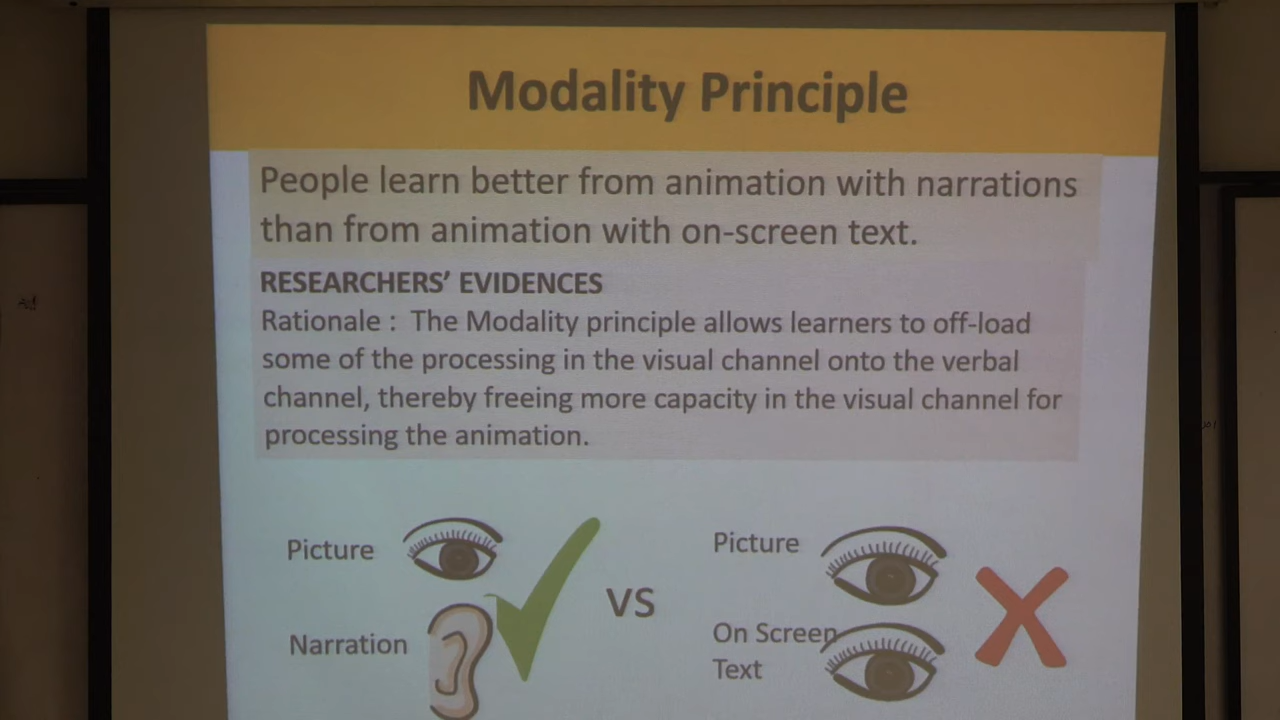 Modality Principle
People learn better from animation with narrations
than from animation with on-screen text.
RESEARCHERS’ EVIDENCES
Rationale : The Modality principle allows learners to off-load
some of the processing in the visual channel onto the verbal
channel, thereby freeing more capacity in the visual channel for
processing the animation.
Picture
Narration
VS
Picture
On Screen
Text